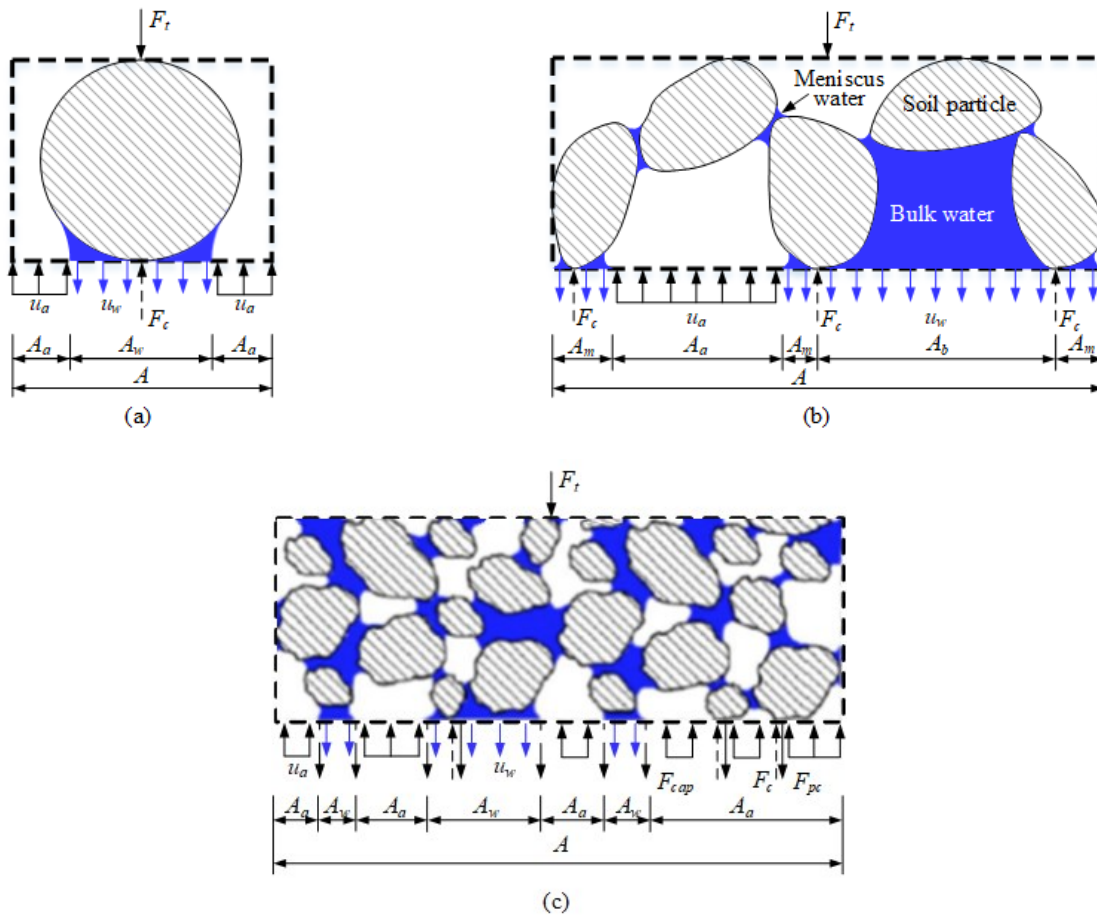 F_t
u_a
u_w
u_a
F_c
A_a
A_w
A_a
A
(a)
F_t
Meniscus
water
Soil particle
Bulk water
F_c
u_a
F_c
u_w
F_c
A_m
A_a
A_m
A_b
A_m
A
(b)
F_t
u_a
u_w
F_cap
F_c
F_pc
A_a
A_w
A_a
A_w
A_a
A_w
A_a
A
(c)